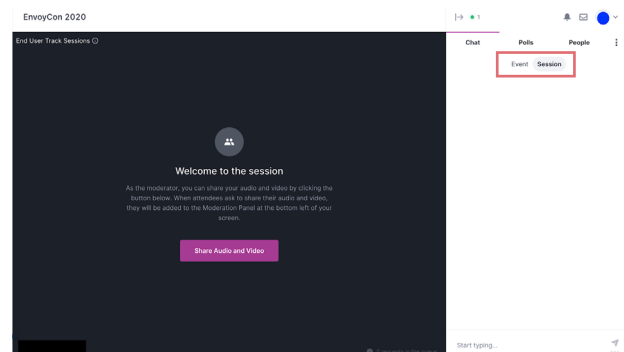 EnvoyCon 2020
1
End User Track Sessions
Chat
Polls
People
Event
Session
Welcome to the session
As the moderator, you can share your audio and video by clicking the
button below. When attendees ask to share their audio and video,
they will be added to the Moderation Panel at the bottom left of your
screen.
Share Audio and Video
Start typing...